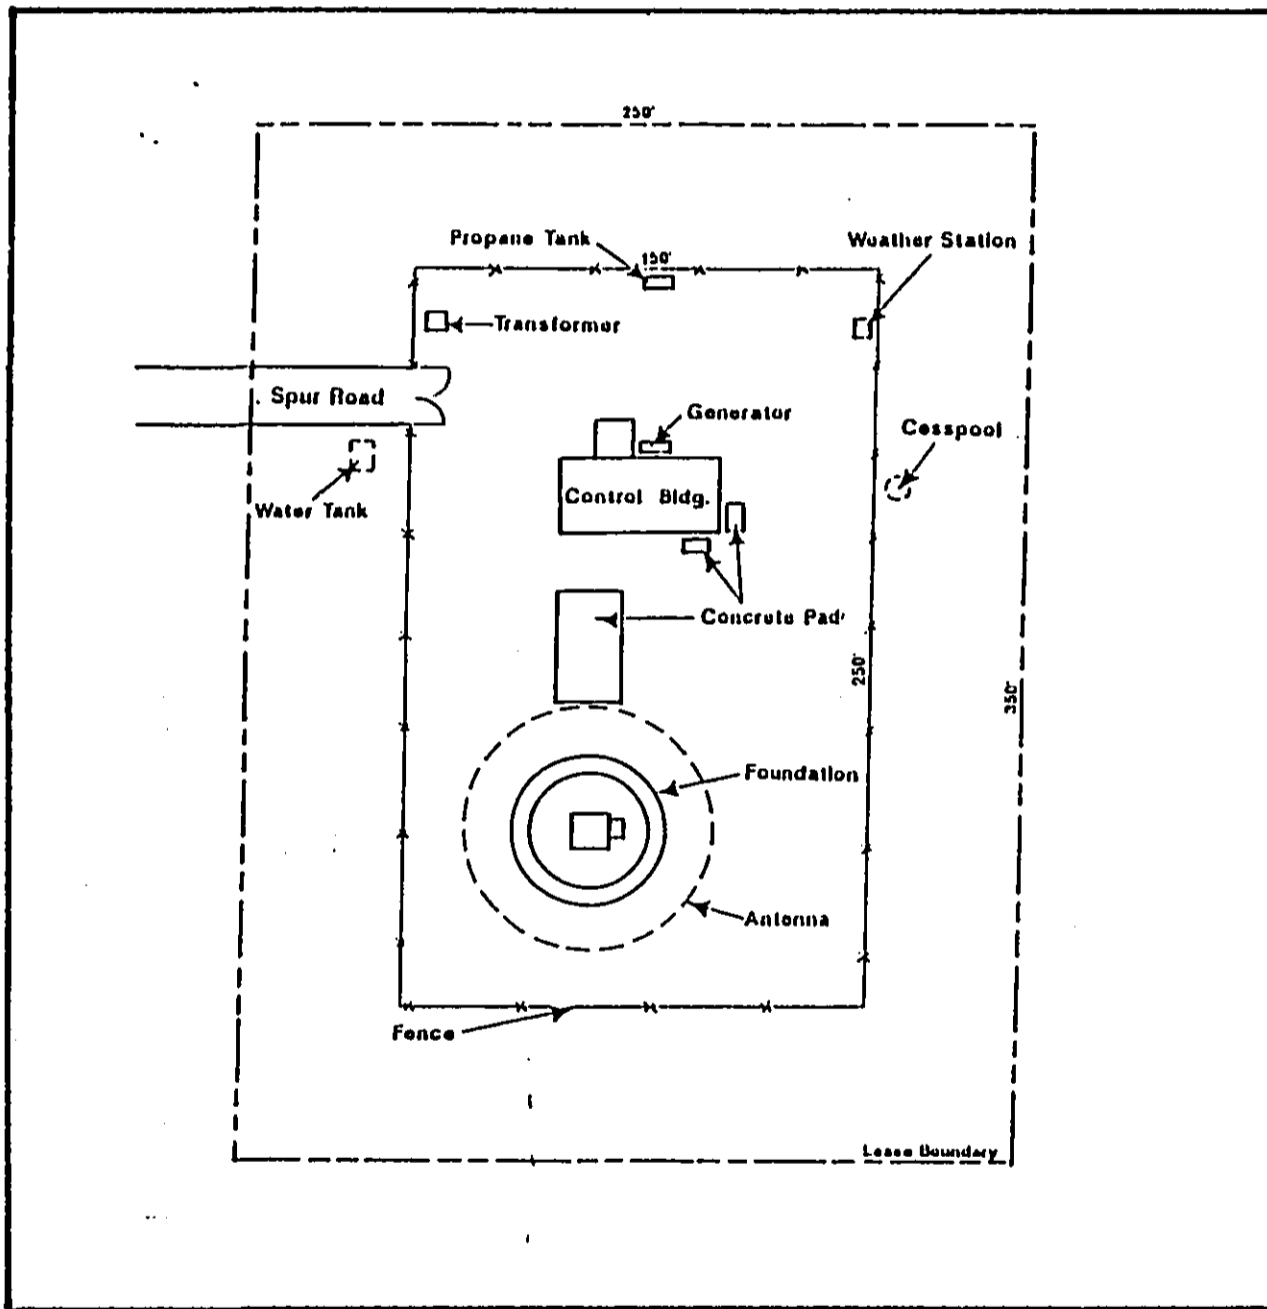 250'
Propane Tank
Weather Station
150'
Transformer
Spur Road
Generator
Cesspool
Control Bldg.
Water Tank
Concrete Pad
250'
350'
Foundation
Antenna
Fence
Lease Boundary